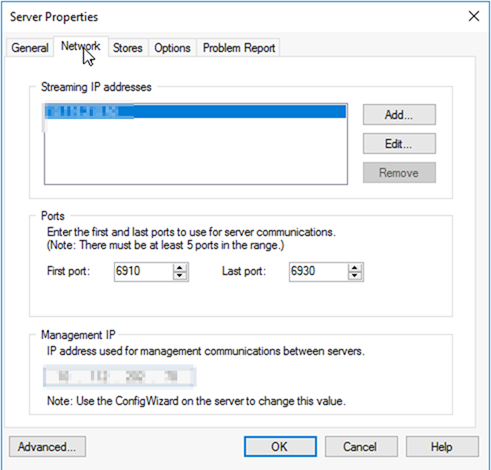 Server Properties
General Network Stores Options Problem Report
Streaming IP addresses
Add...
Edit...
Remove
Ports
Enter the first and last ports to use for server communications.
(Note: There must be at least 5 ports in the range.)
First port: 6910 Last port: 6930
Management IP
IP address used for management communications between servers.
Note: Use the ConfigWizard on the server to change this value.
Advanced... OK Cancel Help